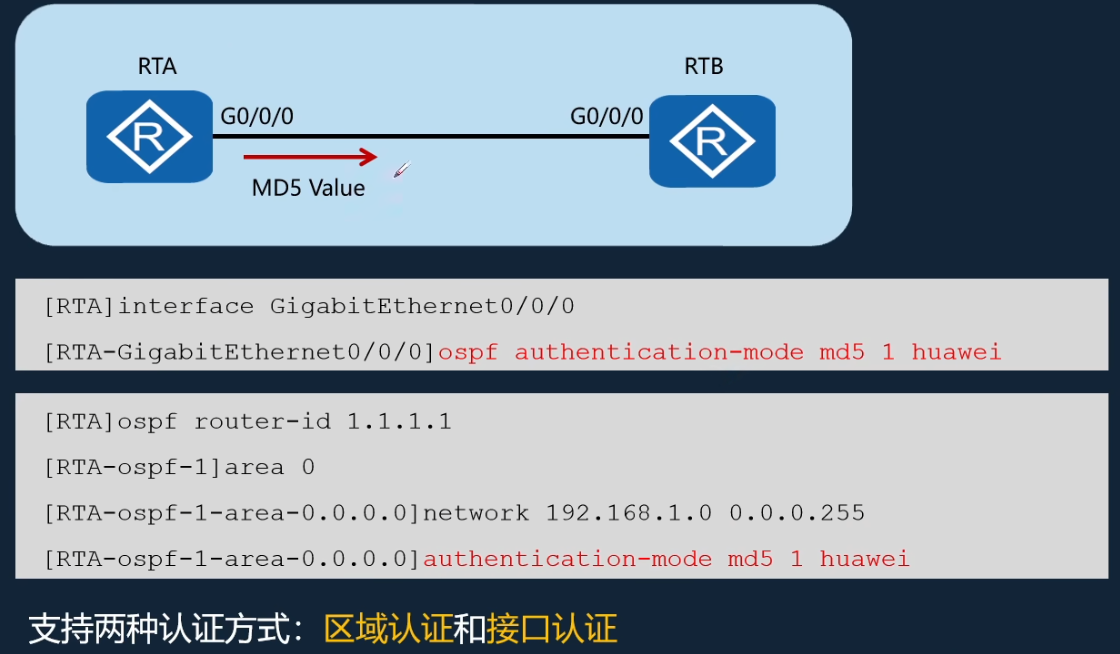 RTA
RTB
G0/0/0
G0/0/0
R
R
MD5 Value
[RTA]interface GigabitEthernet0/0/0
[RTA-GigabitEthernet0/0/0]ospf authentication-mode md5 1 huawei
[RTA]ospf router-id 1.1.1.1
[RTA-ospf-1]area 0
[RTA-ospf-1-area-0.0.0.0]network 192.168.1.0 0.0.0.255
[RTA-ospf-1-area-0.0.0.0]authentication-mode md5 1 huawei
支持两种认证方式：区域认证和接口认证